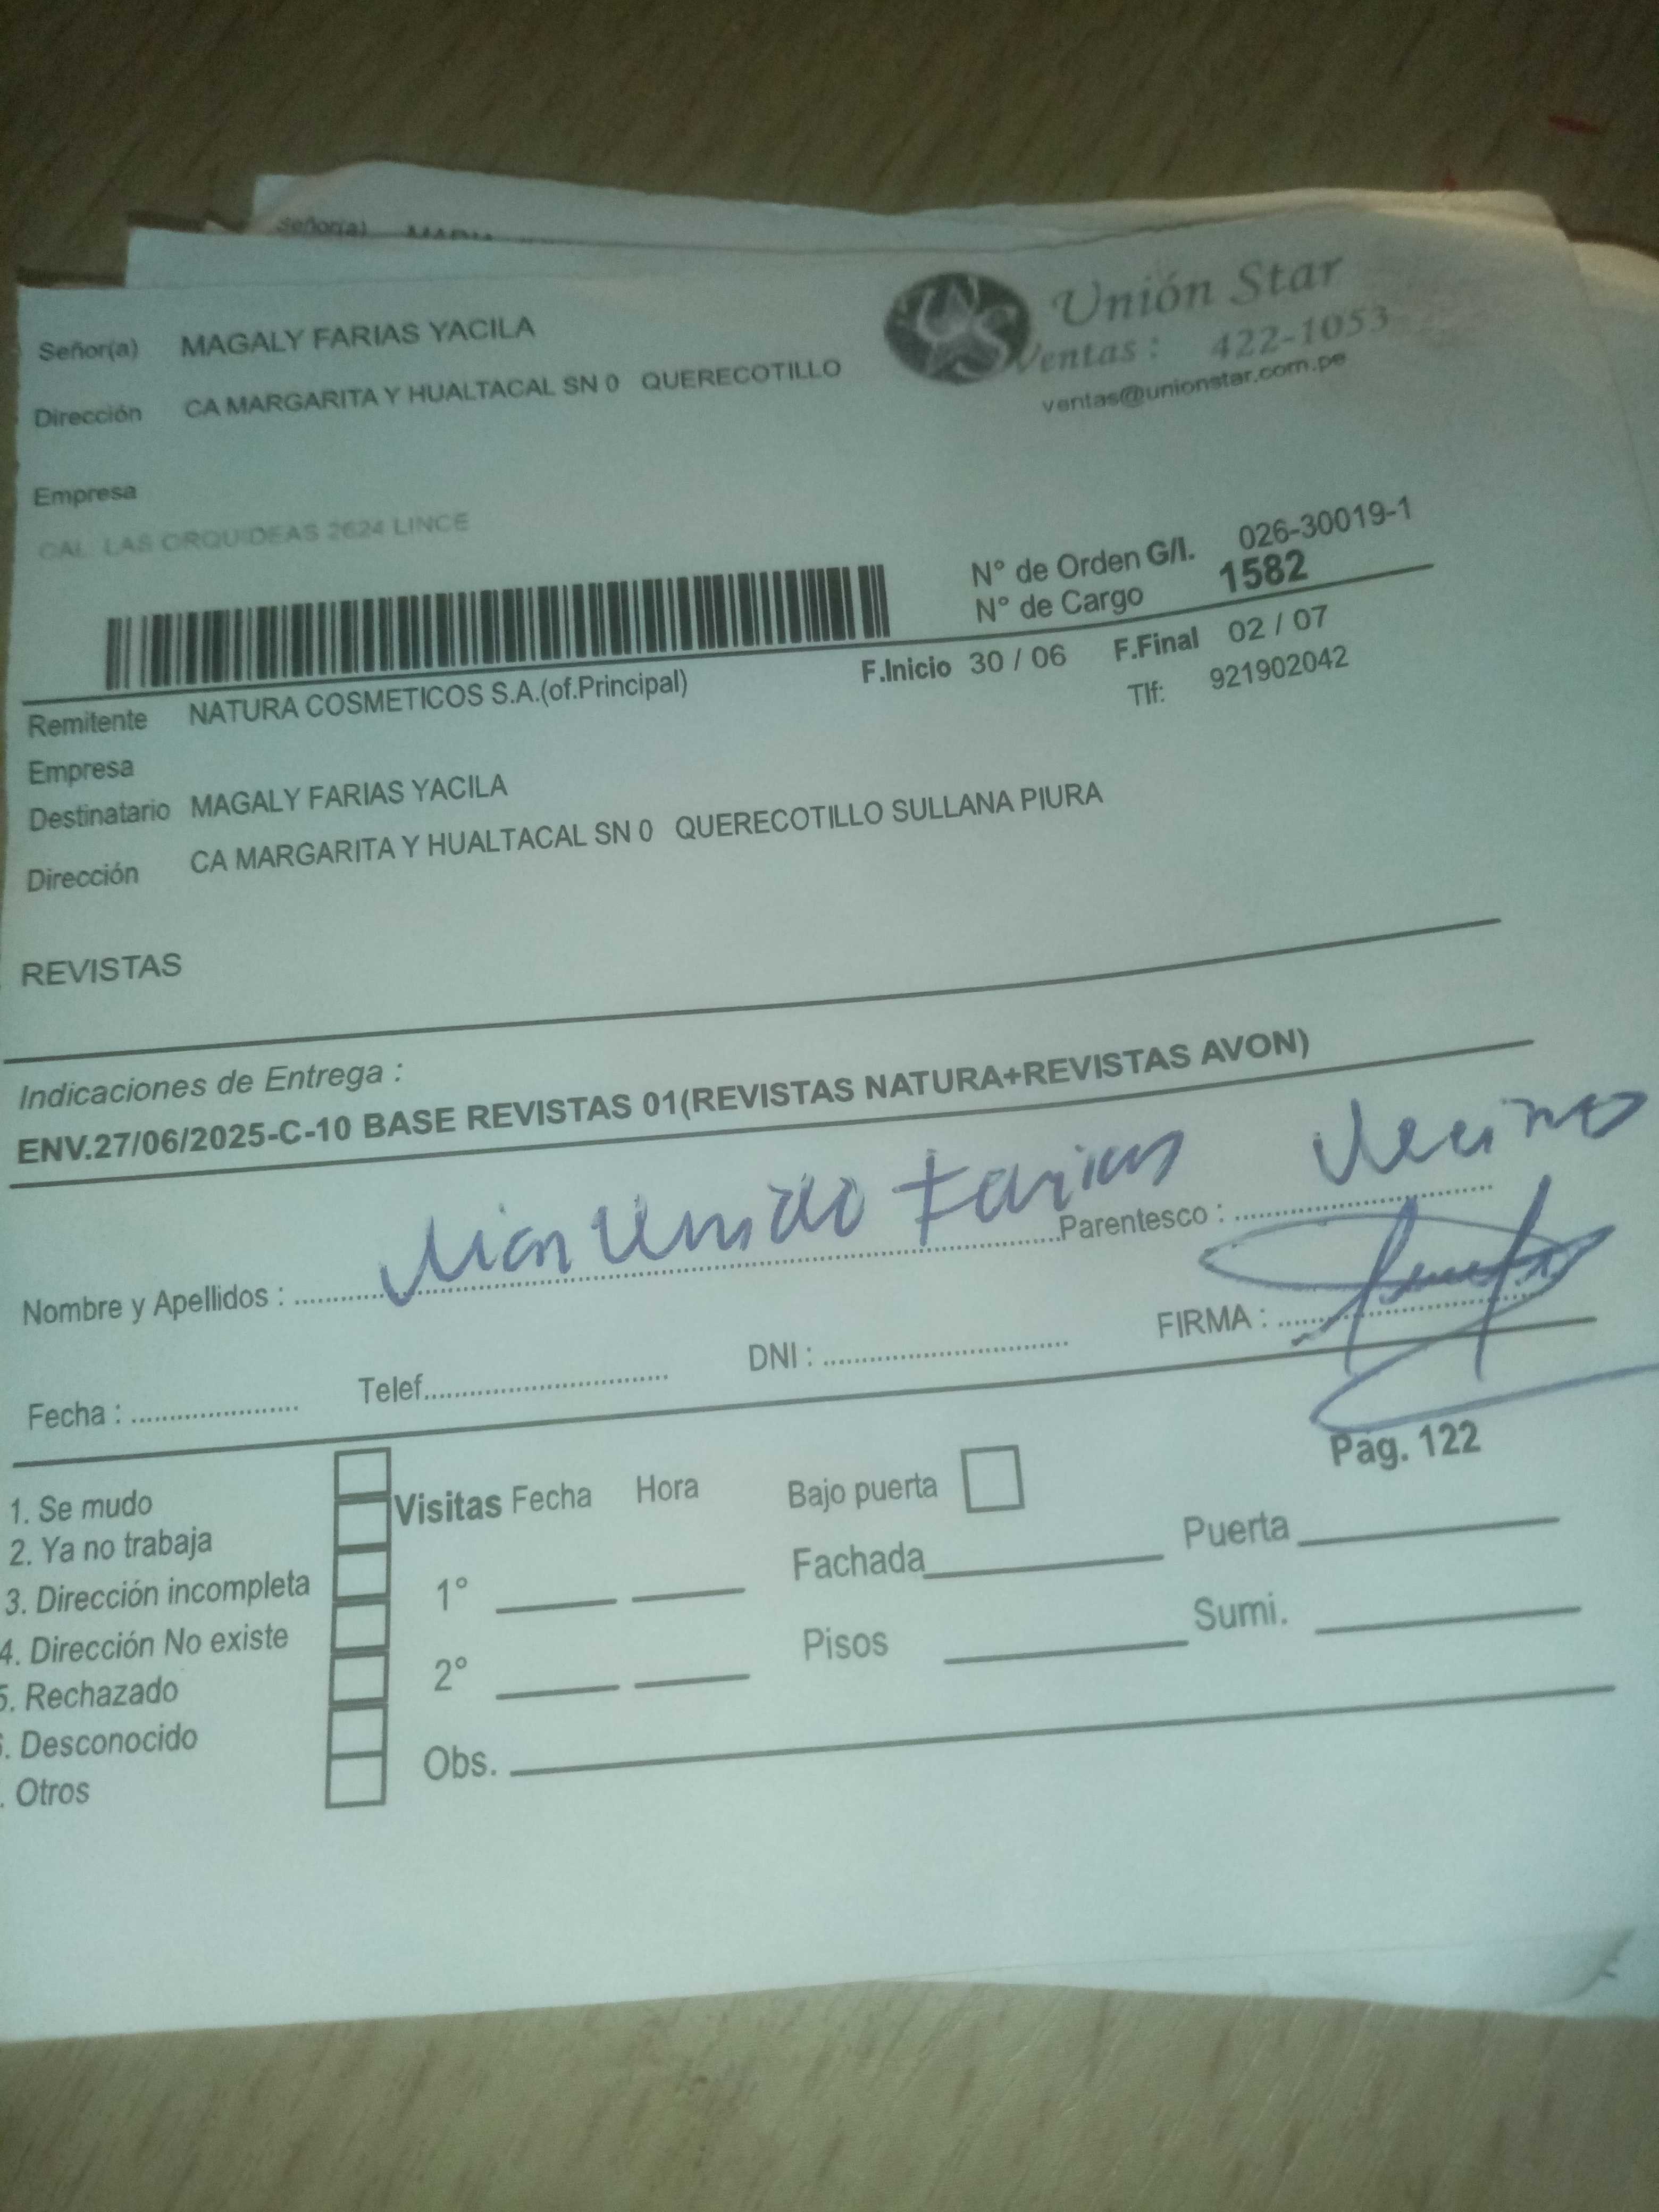 Señor(a)
Señor(a) MAGALY FARIAS YACILA
Unión Star
Ventas : 422-1053
ventas@unionstar.com.pe
Dirección CA MARGARITA Y HUALTACAL SN 0 QUERECOTILLO
Empresa
CAL. LAS ORQUIDEAS 2624 LINCE
N° de Orden G/I. 026-30019-1
N° de Cargo 1582
F.Inicio 30 / 06 F.Final 02 / 07
Remitente NATURA COSMETICOS S.A.(of.Principal) Tlf: 921902042
Empresa
Destinatario MAGALY FARIAS YACILA
Dirección CA MARGARITA Y HUALTACAL SN 0 QUERECOTILLO SULLANA PIURA
REVISTAS
Indicaciones de Entrega :
ENV.27/06/2025-C-10 BASE REVISTAS 01(REVISTAS NATURA+REVISTAS AVON)
Nombre y Apellidos : Farias Parentesco :
Fecha : Telef. DNI : FIRMA :
Pag. 122
1. Se mudo
2. Ya no trabaja
3. Dirección incompleta
4. Dirección No existe
5. Rechazado
. Desconocido
. Otros
Visitas Fecha Hora
1°
2°
Obs.
Bajo puerta
Fachada Puerta
Pisos Sumi.